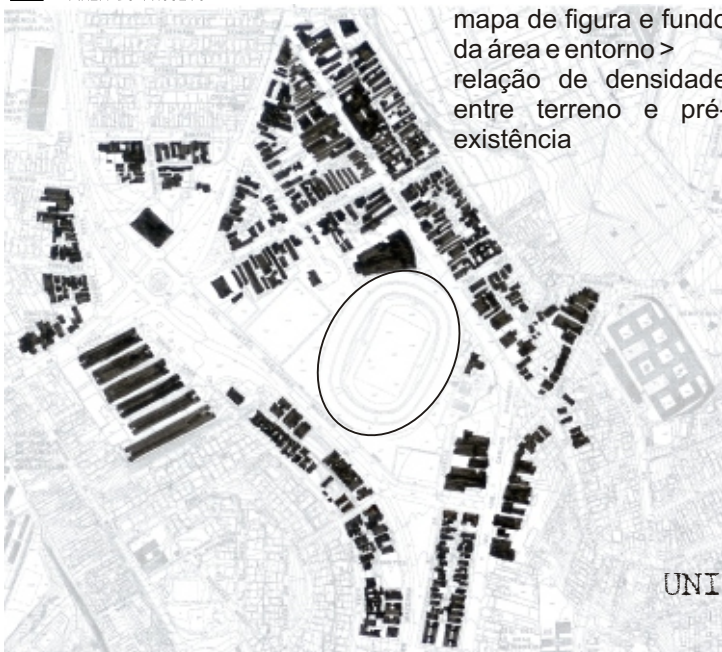 mapa de figura e fundo
da área e entorno >
relação de densidade
entre terreno e pré-
existência
UNI